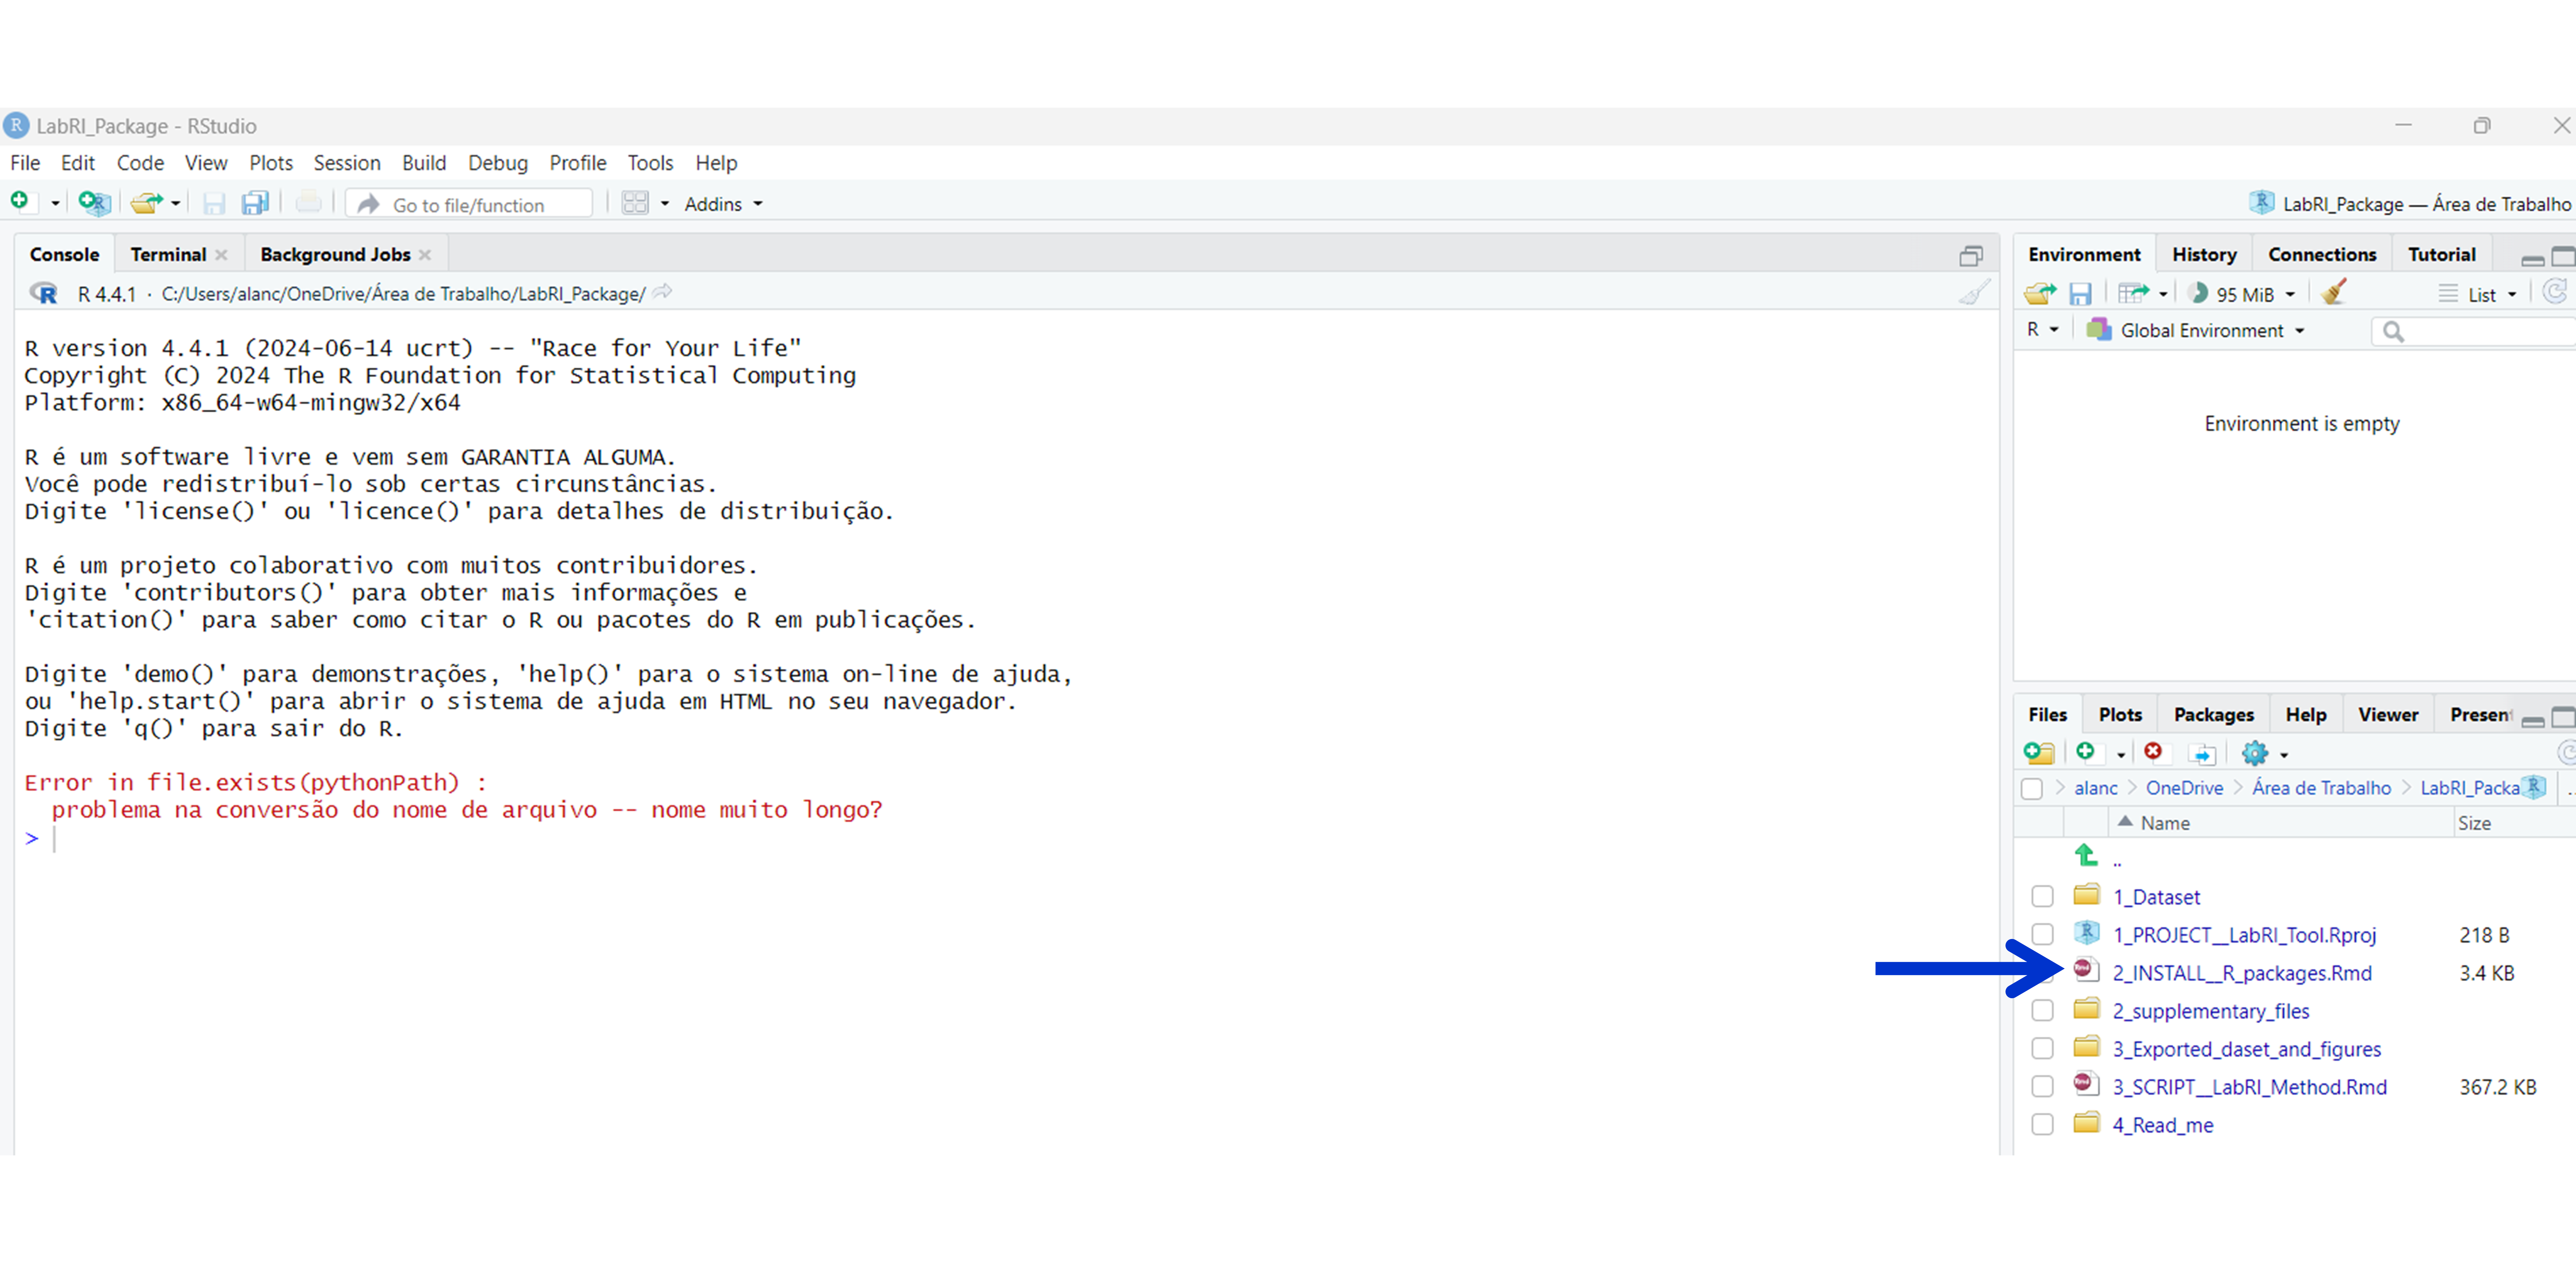 LabRI_Package - RStudio
File Edit Code View Plots Session Build Debug Profile Tools Help
Go to file/function Addins LabRI_Package — Área de Trabalho
Console Terminal Background Jobs
R 4.4.1 · C:/Users/alanc/OneDrive/Área de Trabalho/LabRI_Package/
R version 4.4.1 (2024-06-14 ucrt) -- "Race for Your Life"
Copyright (C) 2024 The R Foundation for Statistical Computing
Platform: x86_64-w64-mingw32/x64
R é um software livre e vem sem GARANTIA ALGUMA.
Você pode redistribuí-lo sob certas circunstâncias.
Digite 'license()' ou 'licence()' para detalhes de distribuição.
R é um projeto colaborativo com muitos contribuidores.
Digite 'contributors()' para obter mais informações e
'citation()' para saber como citar o R ou pacotes do R em publicações.
Digite 'demo()' para demonstrações, 'help()' para o sistema on-line de ajuda,
ou 'help.start()' para abrir o sistema de ajuda em HTML no seu navegador.
Digite 'q()' para sair do R.
Error in file.exists(pythonPath) :
problema na conversão do nome de arquivo -- nome muito longo?
>
Environment History Connections Tutorial
95 MiB List
R Global Environment
Environment is empty
Files Plots Packages Help Viewer Presen
alanc OneDrive Área de Trabalho LabRI_Packa
Name Size
..
1_Dataset
1_PROJECT__LabRI_Tool.Rproj 218 B
2_INSTALL__R_packages.Rmd 3.4 KB
2_supplementary_files
3_Exported_daset_and_figures
3_SCRIPT__LabRI_Method.Rmd 367.2 KB
4_Read_me